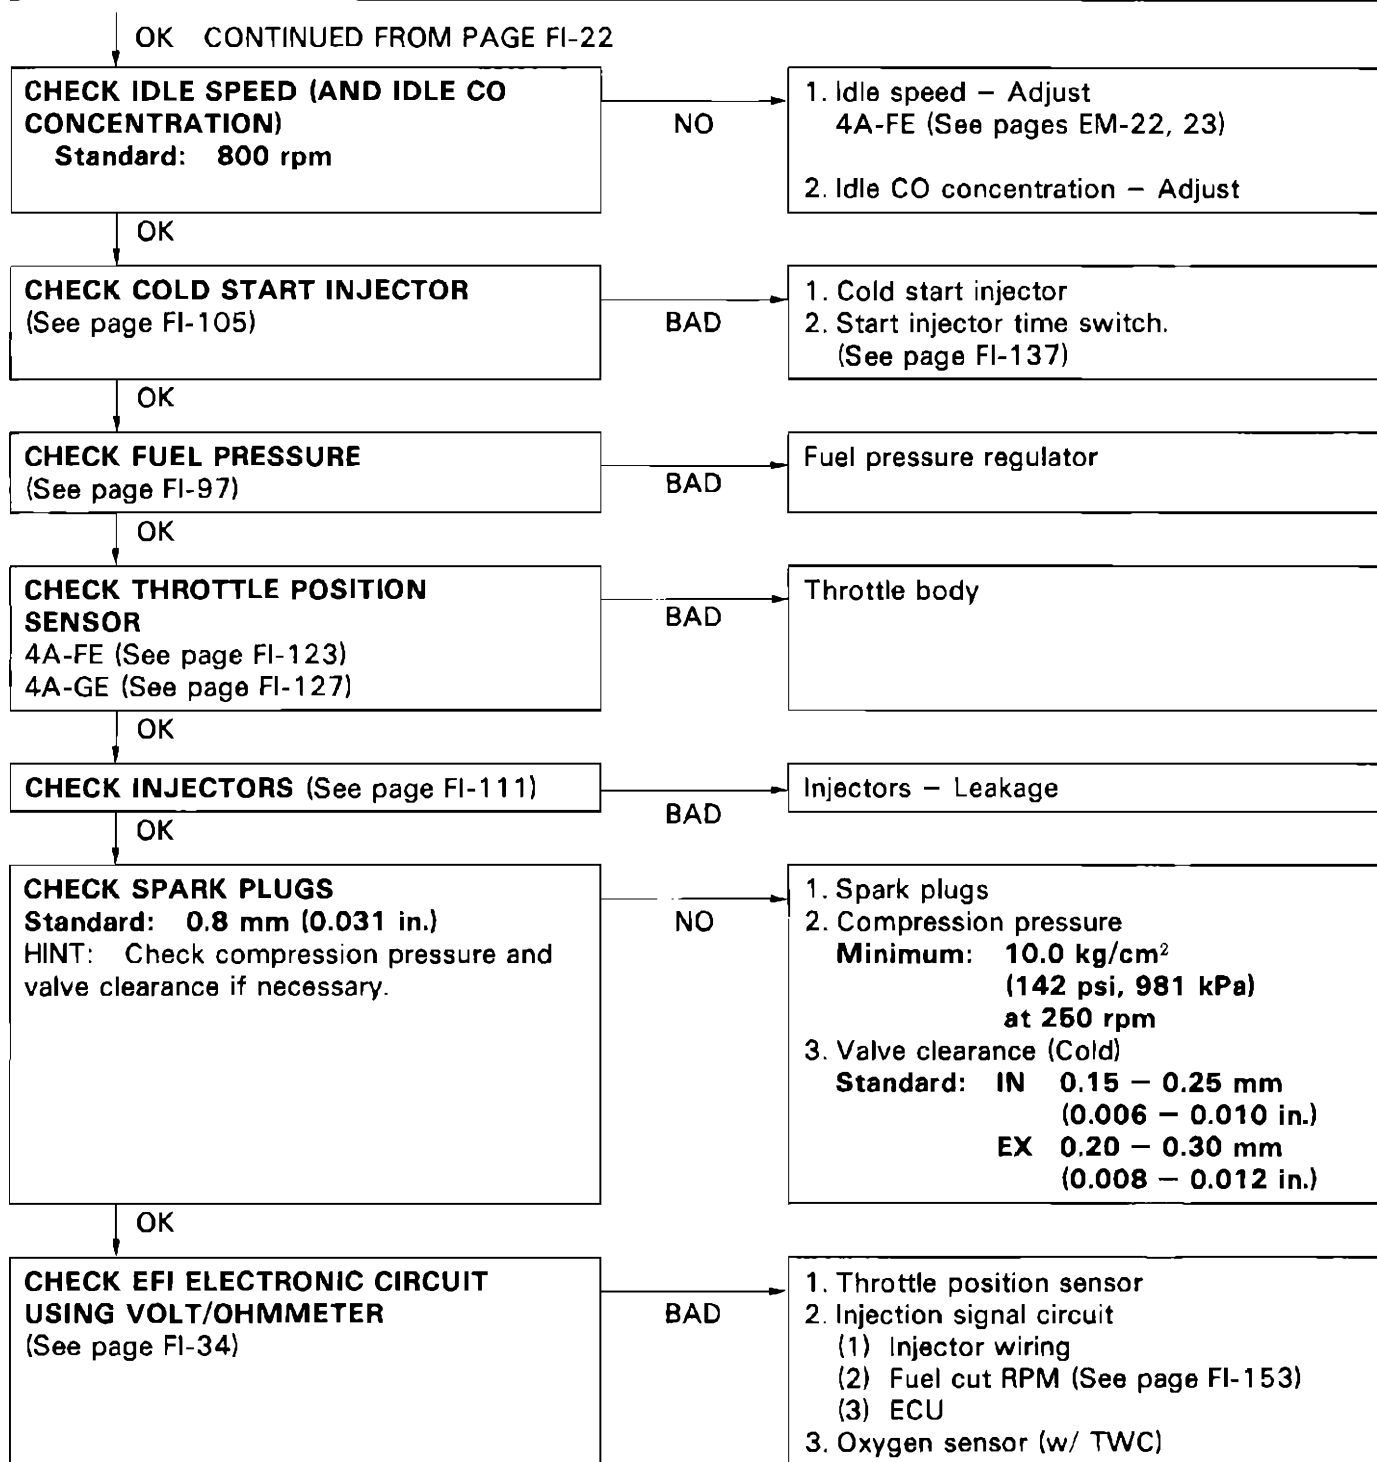 OK CONTINUED FROM PAGE FI-22
CHECK IDLE SPEED (AND IDLE CO
CONCENTRATION)
Standard: 800 rpm
NO
1. Idle speed — Adjust
4A-FE (See pages EM-22, 23)
2. Idle CO concentration — Adjust
OK
CHECK COLD START INJECTOR
(See page FI-105)
BAD
1. Cold start injector
2. Start injector time switch.
(See page FI-137)
OK
CHECK FUEL PRESSURE
(See page FI-97)
BAD
Fuel pressure regulator
OK
CHECK THROTTLE POSITION
SENSOR
4A-FE (See page FI-123)
4A-GE (See page FI-127)
BAD
Throttle body
OK
CHECK INJECTORS (See page FI-111)
BAD
Injectors — Leakage
OK
CHECK SPARK PLUGS
Standard: 0.8 mm (0.031 in.)
HINT: Check compression pressure and
valve clearance if necessary.
NO
1. Spark plugs
2. Compression pressure
Minimum: 10.0 kg/cm²
(142 psi, 981 kPa)
at 250 rpm
3. Valve clearance (Cold)
Standard: IN 0.15 — 0.25 mm
(0.006 — 0.010 in.)
EX 0.20 — 0.30 mm
(0.008 — 0.012 in.)
OK
CHECK EFI ELECTRONIC CIRCUIT
USING VOLT/OHMMETER
(See page FI-34)
BAD
1. Throttle position sensor
2. Injection signal circuit
(1) Injector wiring
(2) Fuel cut RPM (See page FI-153)
(3) ECU
3. Oxygen sensor (w/ TWC)